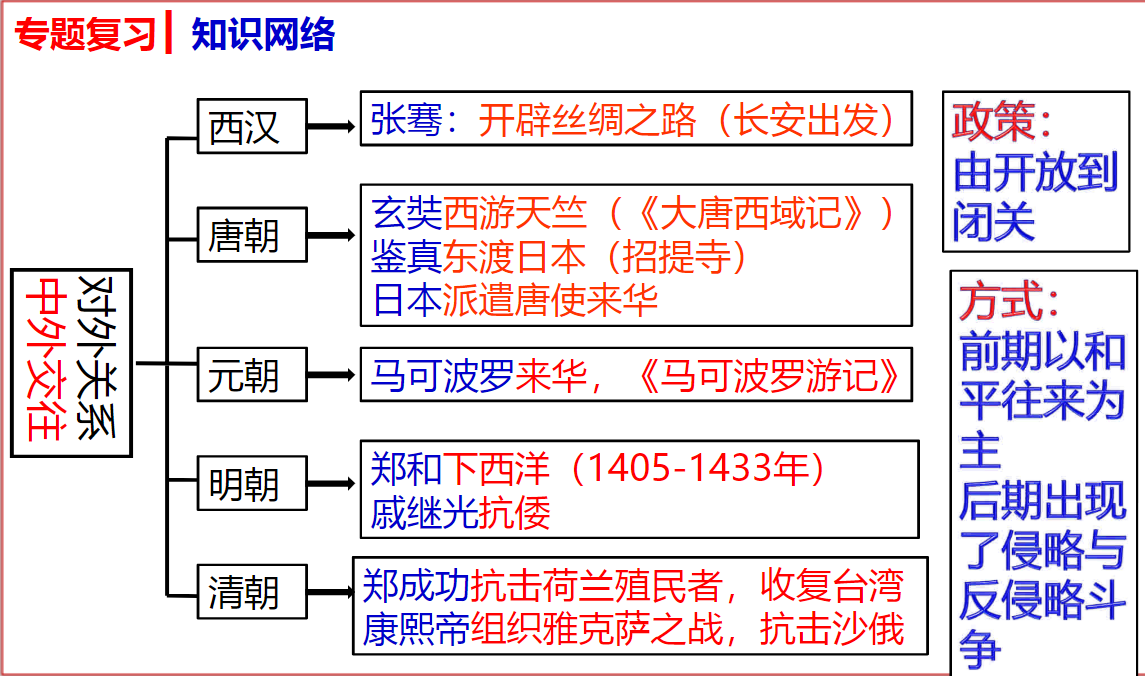 专题复习 知识网络
对外关系
中外交往
西汉
张骞：开辟丝绸之路（长安出发）
唐朝
玄奘西游天竺（《大唐西域记》）
鉴真东渡日本（招提寺）
日本派遣唐使来华
元朝
马可波罗来华，《马可波罗游记》
明朝
郑和下西洋（1405-1433年）
戚继光抗倭
清朝
郑成功抗击荷兰殖民者，收复台湾
康熙帝组织雅克萨之战，抗击沙俄
政策：
由开放到
闭关
方式：
前期以和
平往来为
主
后期出现
了侵略与
反侵略斗
争